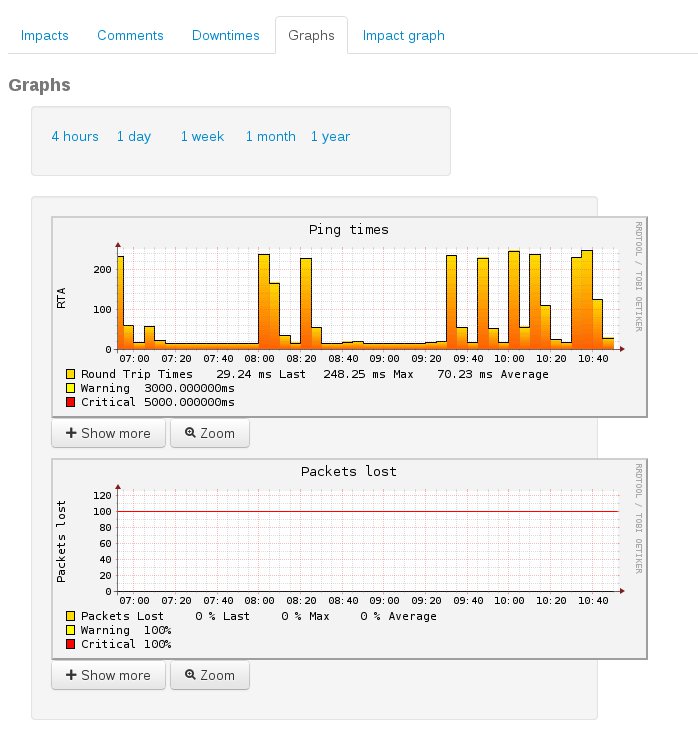 Impacts Comments Downtimes Graphs Impact graph
Graphs
4 hours 1 day 1 week 1 month 1 year
Ping times
RRDTOOL / TOBI OETIKER
RTA
200
100
0
07:00 07:20 07:40 08:00 08:20 08:40 09:00 09:20 09:40 10:00 10:20 10:40
Round Trip Times 29.24 ms Last 248.25 ms Max 70.23 ms Average
Warning 3000.000000ms
Critical 5000.000000ms
Show more Zoom
Packets lost
RRDTOOL / TOBI OETIKER
Packets lost
120
100
80
60
40
20
0
07:00 07:20 07:40 08:00 08:20 08:40 09:00 09:20 09:40 10:00 10:20 10:40
Packets Lost 0 % Last 0 % Max 0 % Average
Warning 100%
Critical 100%
Show more Zoom